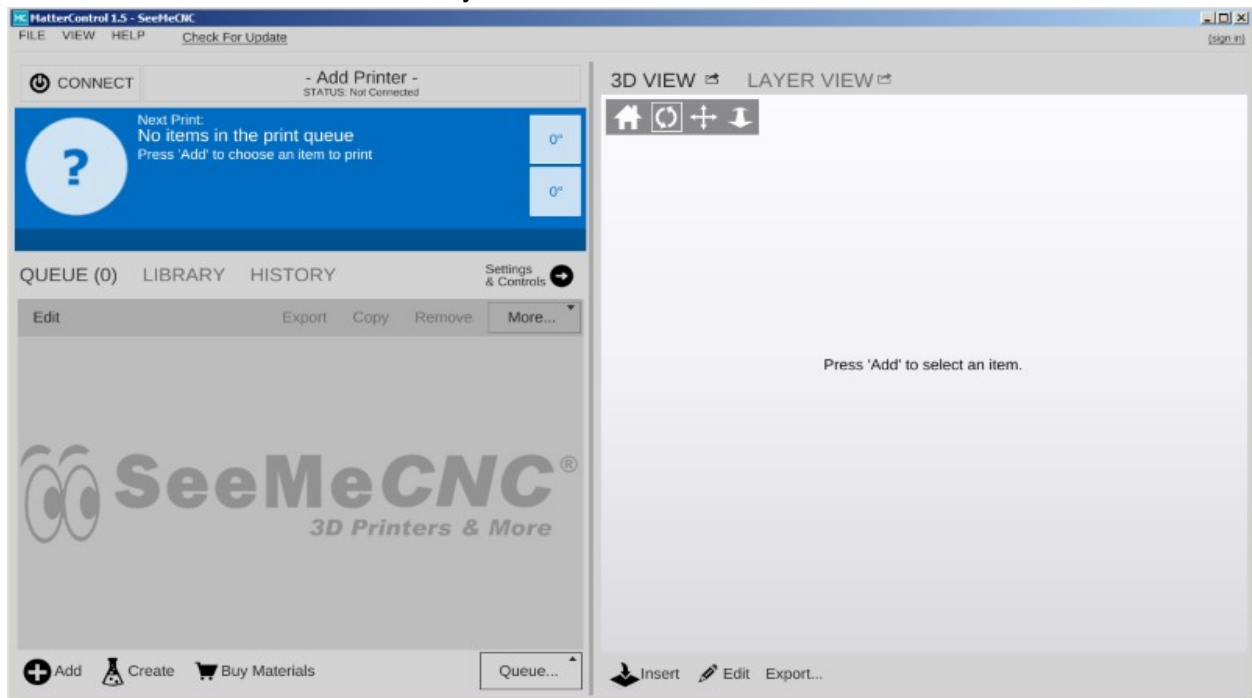 MC MatterControl 1.5 - SeeMeCNC
FILE VIEW HELP Check For Update (sign in)
CONNECT
- Add Printer -
STATUS: Not Connected
Next Print:
No items in the print queue
Press 'Add' to choose an item to print
?
0°
0°
QUEUE (0) LIBRARY HISTORY
Settings
& Controls
Edit Export Copy Remove More...
SeeMeCNC®
3D Printers & More
Add Create Buy Materials Queue...
3D VIEW LAYER VIEW
Press 'Add' to select an item.
Insert Edit Export...